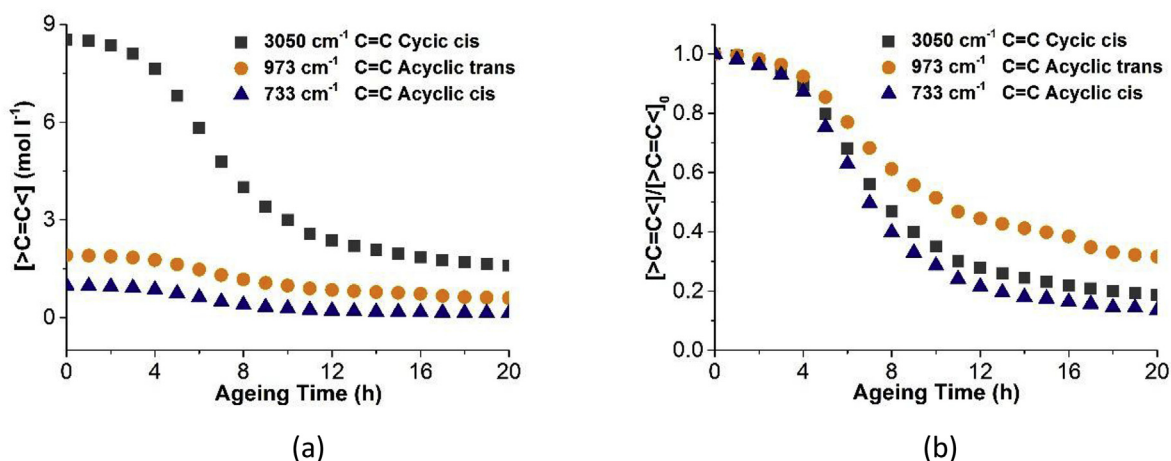 9
6
3
0
[>C=C<] (mol l⁻¹)
3050 cm⁻¹ C=C Cycic cis
973 cm⁻¹ C=C Acyclic trans
733 cm⁻¹ C=C Acyclic cis
0 4 8 12 16 20
Ageing Time (h)
(a)
1.0
0.8
0.6
0.4
0.2
0.0
[>C=C<]/[>C=C<]₀
3050 cm⁻¹ C=C Cycic cis
973 cm⁻¹ C=C Acyclic trans
733 cm⁻¹ C=C Acyclic cis
0 4 8 12 16 20
Ageing Time (h)
(b)